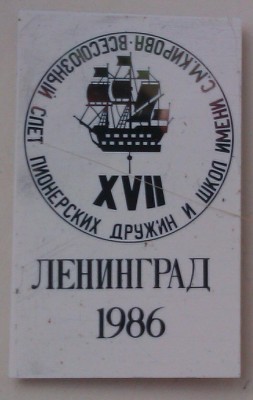 ВСЕСОЮЗНЫЙ СЛЕТ ПИОНЕРСКИХ ДРУЖИН И ШКОЛ ИМЕНИ С.М.КИРОВА·
XVII
ЛЕНИНГРАД
1986